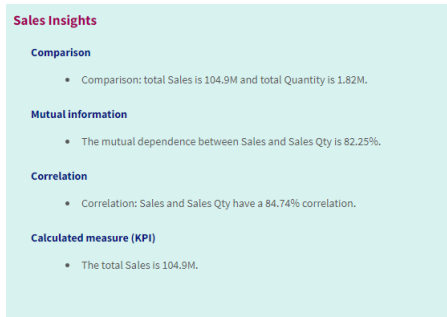 Sales Insights
Comparison
• Comparison: total Sales is 104.9M and total Quantity is 1.82M.
Mutual information
• The mutual dependence between Sales and Sales Qty is 82.25%.
Correlation
• Correlation: Sales and Sales Qty have a 84.74% correlation.
Calculated measure (KPI)
• The total Sales is 104.9M.